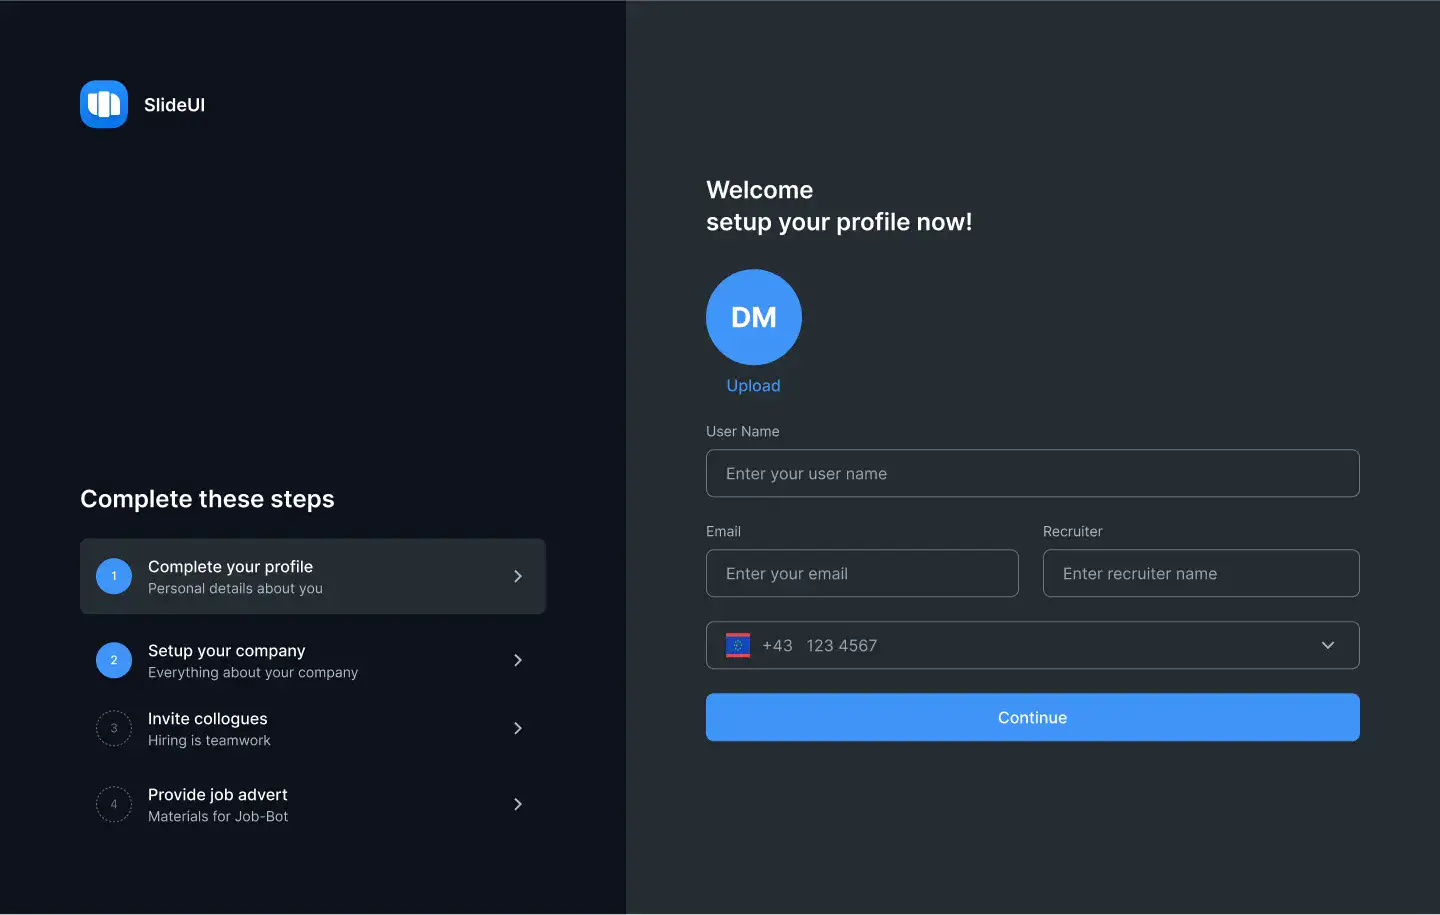 SlideUI
Complete these steps
1
Complete your profile
Personal details about you
2
Setup your company
Everything about your company
3
Invite collogues
Hiring is teamwork
4
Provide job advert
Materials for Job-Bot
Welcome
setup your profile now!
DM
Upload
User Name
Enter your user name
Email
Recruiter
Enter your email
Enter recruiter name
+43 123 4567
Continue